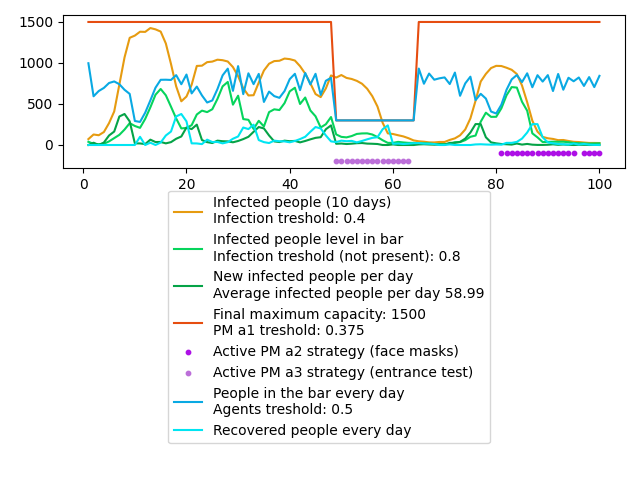 1500
1000
500
0
0
20
40
60
80
100
Infected people (10 days)
Infection treshold: 0.4
Infected people level in bar
Infection treshold (not present): 0.8
New infected people per day
Average infected people per day 58.99
Final maximum capacity: 1500
PM a1 treshold: 0.375
Active PM a2 strategy (face masks)
Active PM a3 strategy (entrance test)
People in the bar every day
Agents treshold: 0.5
Recovered people every day